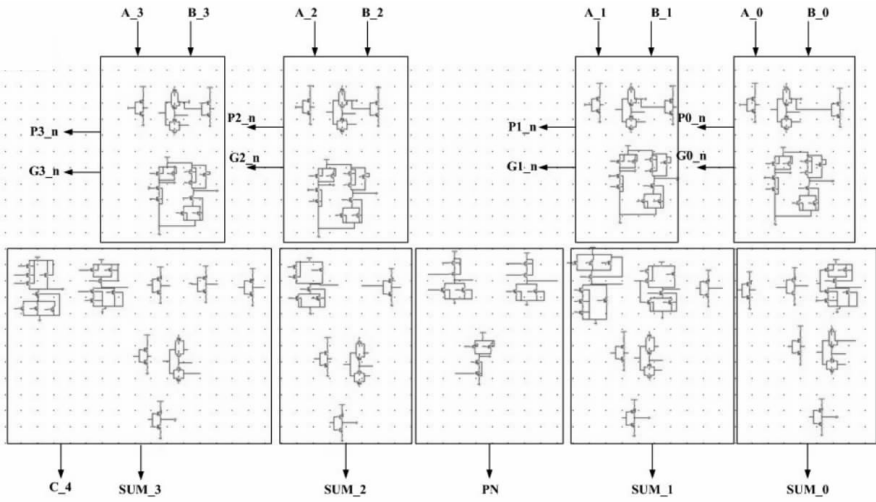 A_3 B_3 A_2 B_2 A_1 B_1 A_0 B_0
P3_n P2_n P1_n P0_n
G3_n G2_n G1_n G0_n
C_4 SUM_3 SUM_2 PN SUM_1 SUM_0